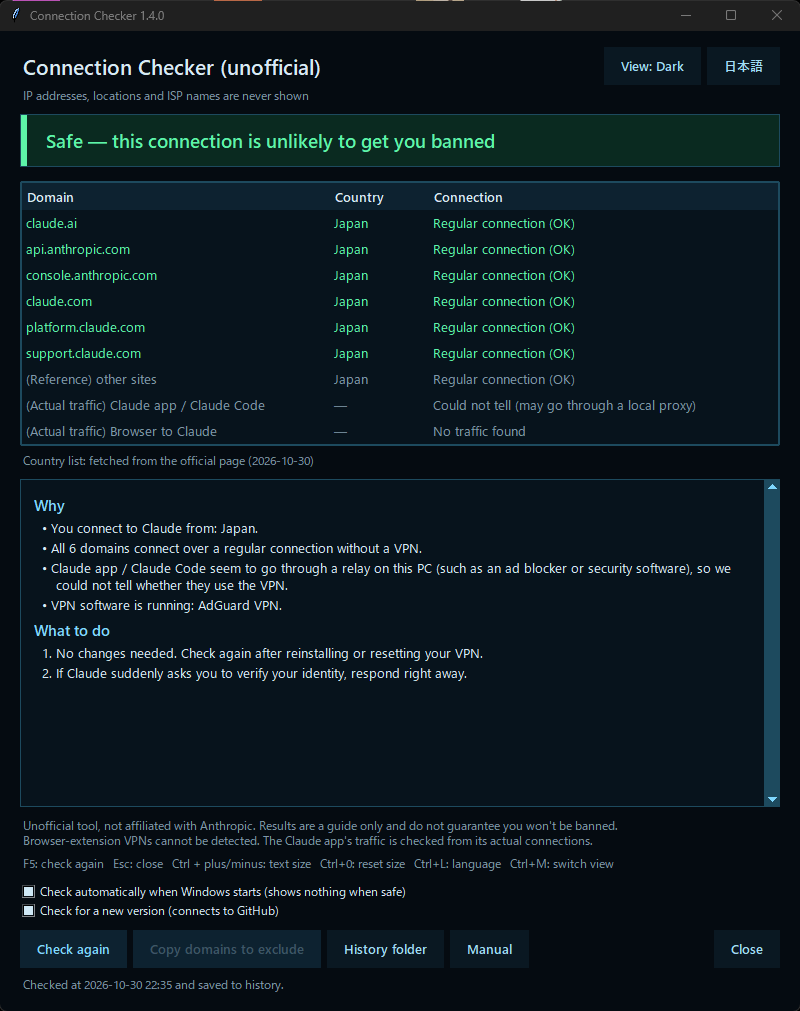 Connection Checker 1.4.0
Connection Checker (unofficial)
View: Dark
日本語
IP addresses, locations and ISP names are never shown
Safe — this connection is unlikely to get you banned
Domain Country Connection
claude.ai Japan Regular connection (OK)
api.anthropic.com Japan Regular connection (OK)
console.anthropic.com Japan Regular connection (OK)
claude.com Japan Regular connection (OK)
platform.claude.com Japan Regular connection (OK)
support.claude.com Japan Regular connection (OK)
(Reference) other sites Japan Regular connection (OK)
(Actual traffic) Claude app / Claude Code — Could not tell (may go through a local proxy)
(Actual traffic) Browser to Claude — No traffic found
Country list: fetched from the official page (2026-10-30)
Why
• You connect to Claude from: Japan.
• All 6 domains connect over a regular connection without a VPN.
• Claude app / Claude Code seem to go through a relay on this PC (such as an ad blocker or security software), so we
could not tell whether they use the VPN.
• VPN software is running: AdGuard VPN.
What to do
1. No changes needed. Check again after reinstalling or resetting your VPN.
2. If Claude suddenly asks you to verify your identity, respond right away.
Unofficial tool, not affiliated with Anthropic. Results are a guide only and do not guarantee you won't be banned.
Browser-extension VPNs cannot be detected. The Claude app's traffic is checked from its actual connections.
F5: check again Esc: close Ctrl + plus/minus: text size Ctrl+0: reset size Ctrl+L: language Ctrl+M: switch view
Check automatically when Windows starts (shows nothing when safe)
Check for a new version (connects to GitHub)
Check again
Copy domains to exclude
History folder
Manual
Close
Checked at 2026-10-30 22:35 and saved to history.